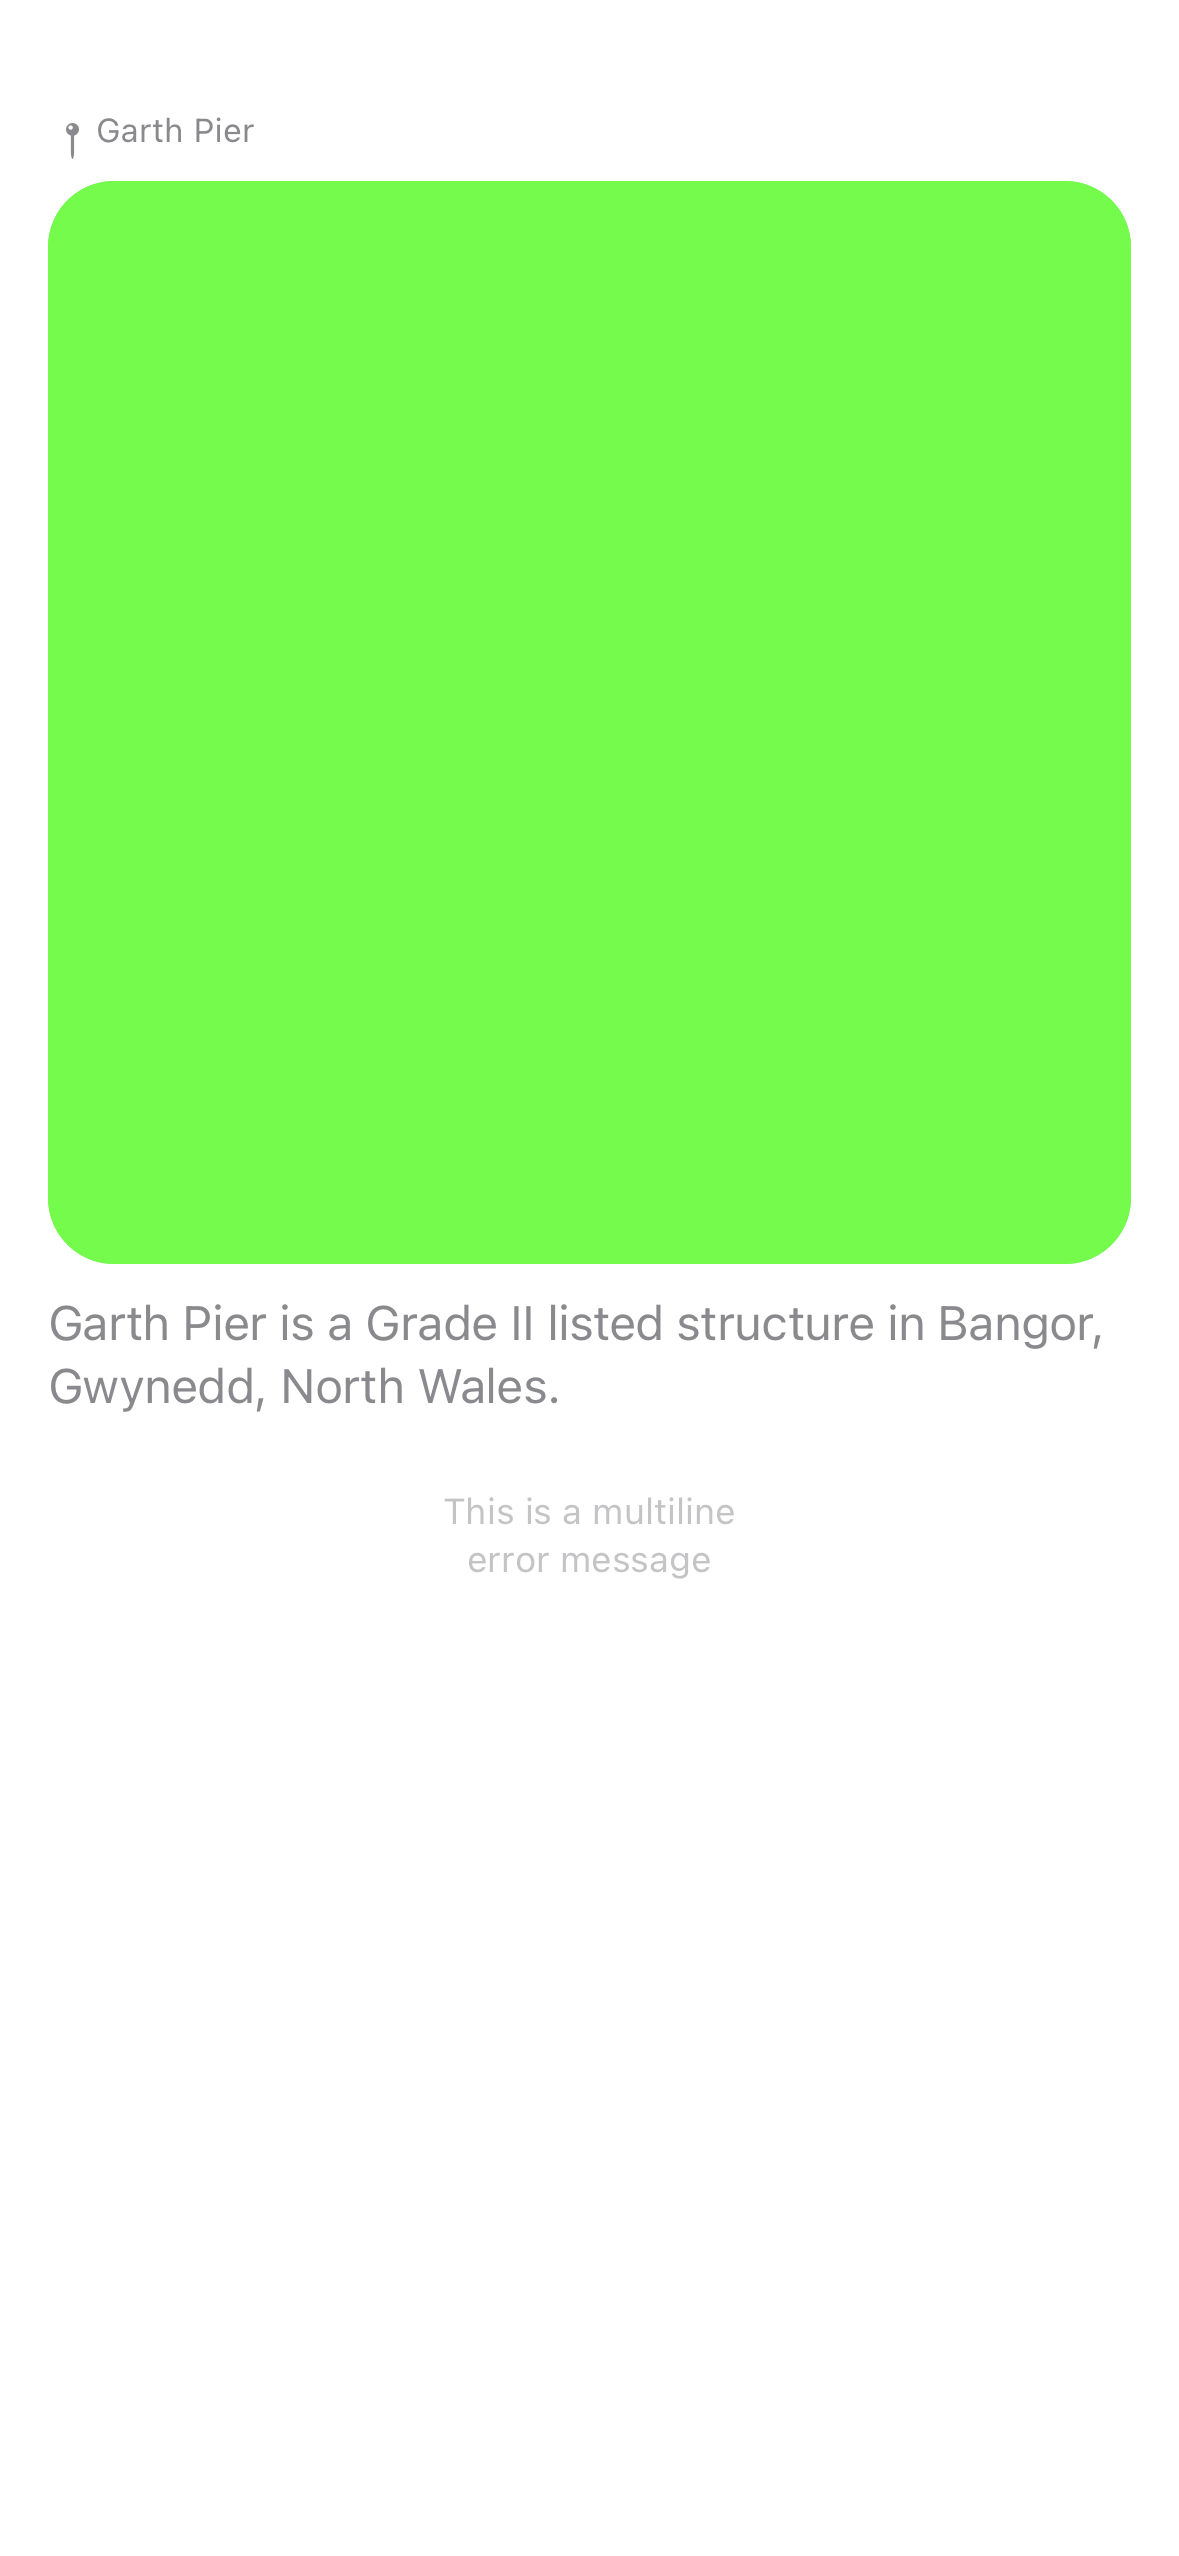 Garth Pier
Garth Pier is a Grade II listed structure in Bangor,
Gwynedd, North Wales.
This is a multiline
error message